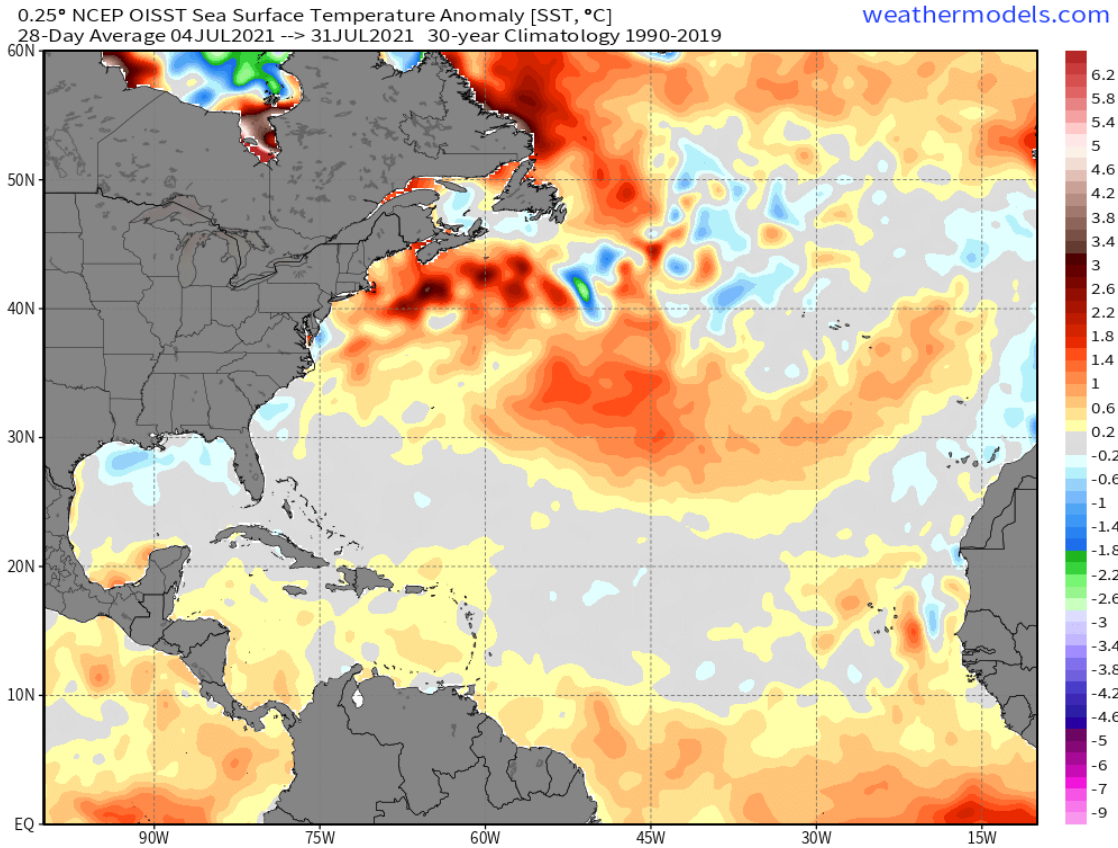 0.25° NCEP OISST Sea Surface Temperature Anomaly [SST, °C]
weathermodels.com
28-Day Average 04JUL2021 --> 31JUL2021 30-year Climatology 1990-2019
60N
50N
40N
30N
20N
10N
EQ
90W
75W
60W
45W
30W
15W
6.2
5.8
5.4
5
4.6
4.2
3.8
3.4
3
2.6
2.2
1.8
1.4
1
0.6
0.2
-0.2
-0.6
-1
-1.4
-1.8
-2.2
-2.6
-3
-3.4
-3.8
-4.2
-4.6
-5
-6
-7
-9